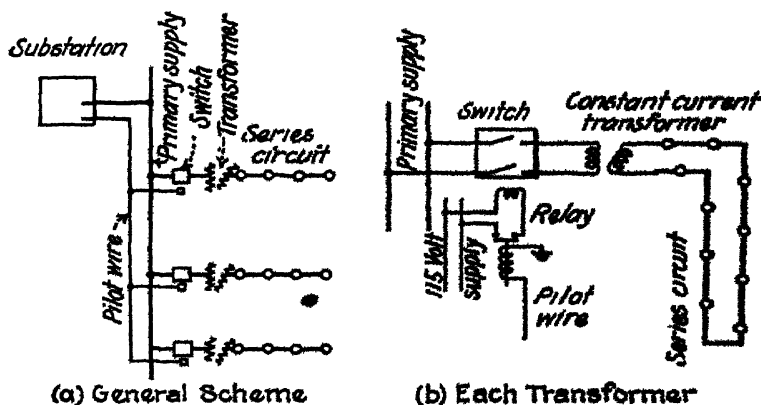 Substation
Primary supply
Switch
Transformer
Series
circuit
Pilot wire
(a) General Scheme
Primary supply
Switch
Constant current
transformer
Relay
115 Volt
supply
Pilot
wire
Series circuit
(b) Each Transformer